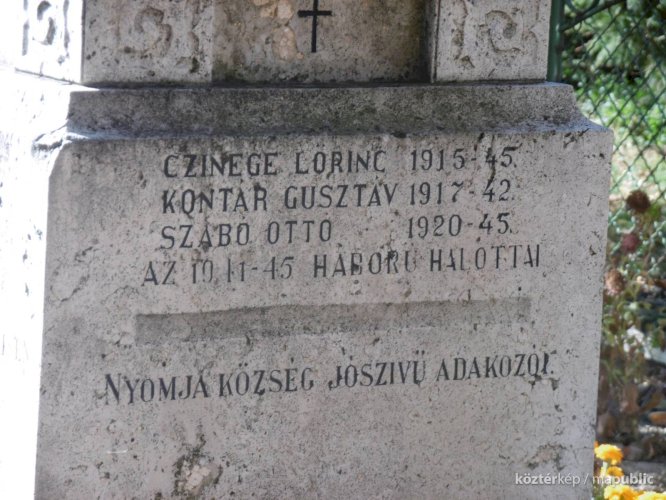 CZINEGE LŐRINC 1915-45.
KONTÁR GUSZTÁV 1917-42.
SZABÓ OTTÓ 1920-45.
AZ 1941-45 HÁBORÚ HALOTTAI
NYOMJA KÖZSÉG JÓSZIVÜ ADAKOZÓI.
köztérkép / mapublic